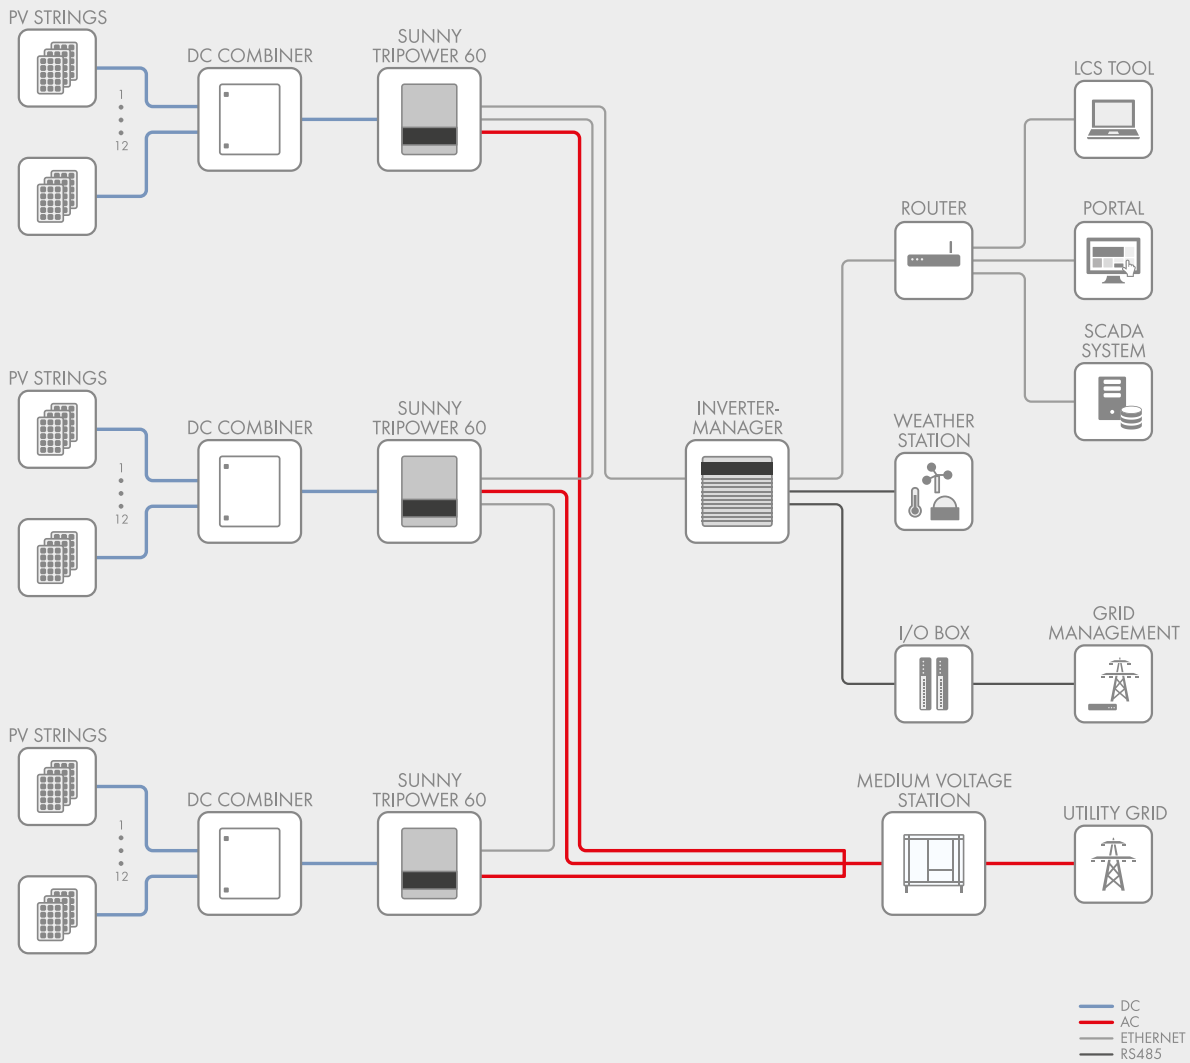 PV STRINGS
DC COMBINER
SUNNY
TRIPOWER 60
1
12
LCS TOOL
ROUTER
PORTAL
SCADA
SYSTEM
PV STRINGS
DC COMBINER
SUNNY
TRIPOWER 60
1
12
INVERTER-
MANAGER
WEATHER
STATION
I/O BOX
GRID
MANAGEMENT
PV STRINGS
DC COMBINER
SUNNY
TRIPOWER 60
1
12
MEDIUM VOLTAGE
STATION
UTILITY GRID
DC
AC
ETHERNET
RS485